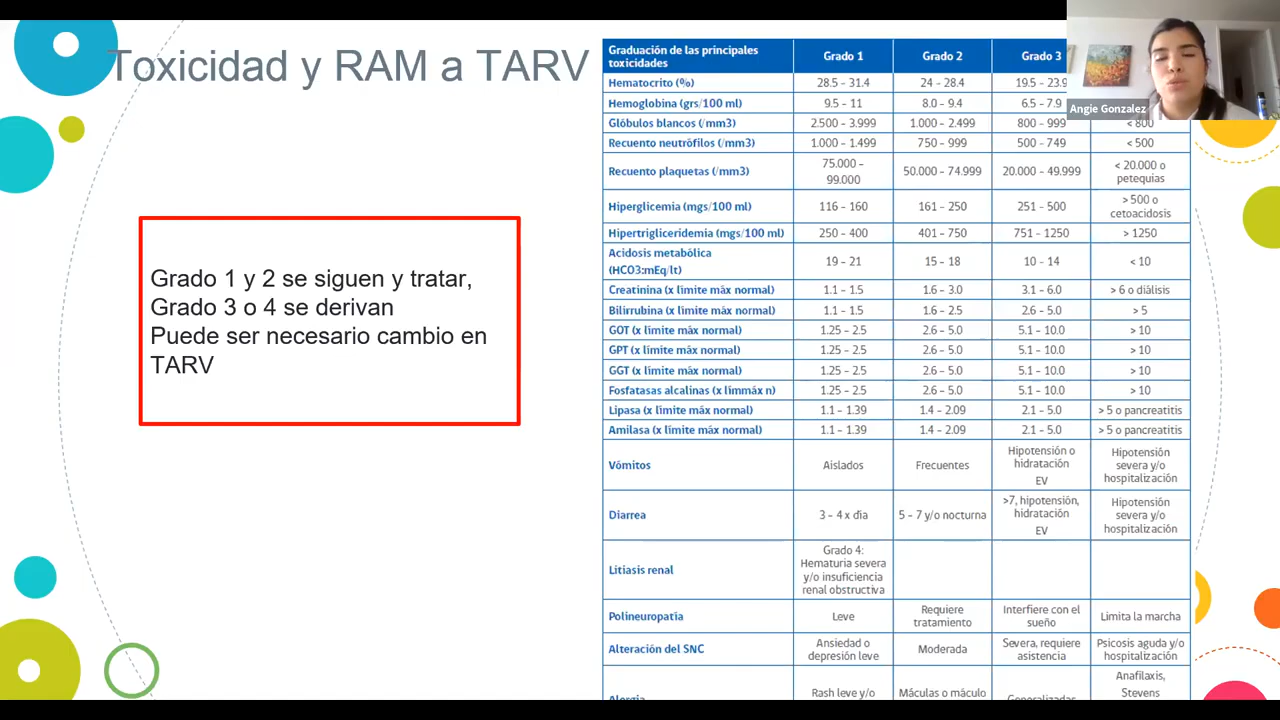 Toxicidad y RAM a TARV
Grado 1 y 2 se siguen y tratar,
Grado 3 o 4 se derivan
Puede ser necesario cambio en
TARV
Graduación de las principales
toxicidades
Grado 1
Grado 2
Grado 3
Hematocrito (%)
28.5 – 31.4
24 – 28.4
19.5 – 23.9
Hemoglobina (grs/100 ml)
9.5 – 11
8.0 – 9.4
6.5 – 7.9
Glóbulos blancos (/mm3)
2.500 – 3.999
1.000 – 2.499
800 – 999
< 800
Recuento neutrófilos (/mm3)
1.000 – 1.499
750 – 999
500 – 749
< 500
Recuento plaquetas (/mm3)
75.000 –
99.000
50.000 – 74.999
20.000 – 49.999
< 20.000 o
petequias
Hiperglicemia (mgs/100 ml)
116 – 160
161 – 250
251 – 500
> 500 o
cetoacidosis
Hipertrigliceridemia (mgs/100 ml)
250 – 400
401 – 750
751 – 1250
> 1250
Acidosis metabólica
(HCO3:mEq/lt)
19 – 21
15 – 18
10 – 14
< 10
Creatinina (x límite máx normal)
1.1 – 1.5
1.6 – 3.0
3.1 – 6.0
> 6 o diálisis
Bilirrubina (x límite máx normal)
1.1 – 1.5
1.6 – 2.5
2.6 – 5.0
> 5
GOT (x límite máx normal)
1.25 – 2.5
2.6 – 5.0
5.1 – 10.0
> 10
GPT (x límite máx normal)
1.25 – 2.5
2.6 – 5.0
5.1 – 10.0
> 10
GGT (x límite máx normal)
1.25 – 2.5
2.6 – 5.0
5.1 – 10.0
> 10
Fosfatasas alcalinas (x límmáx n)
1.25 – 2.5
2.6 – 5.0
5.1 – 10.0
> 10
Lipasa (x límite máx normal)
1.1 – 1.39
1.4 – 2.09
2.1 – 5.0
> 5 o pancreatitis
Amilasa (x límite máx normal)
1.1 – 1.39
1.4 – 2.09
2.1 – 5.0
> 5 o pancreatitis
Vómitos
Aislados
Frecuentes
Hipotensión o
hidratación
EV
Hipotensión
severa y/o
hospitalización
Diarrea
3 – 4 x dia
5 – 7 y/o nocturna
>7, hipotensión,
hidratación
EV
Hipotensión
severa y/o
hospitalización
Litiasis renal
Grado 4:
Hematuria severa
y/o insuficiencia
renal obstructiva
Polineuropatía
Leve
Requiere
tratamiento
Interfiere con el
sueño
Limita la marcha
Alteración del SNC
Ansiedad o
depresión leve
Moderada
Severa, requiere
asistencia
Psicosis aguda y/o
hospitalización
Alergia
Rash leve y/o
Máculas o máculo
Generalizadas
Anafilaxis,
Stevens
Angie Gonzalez